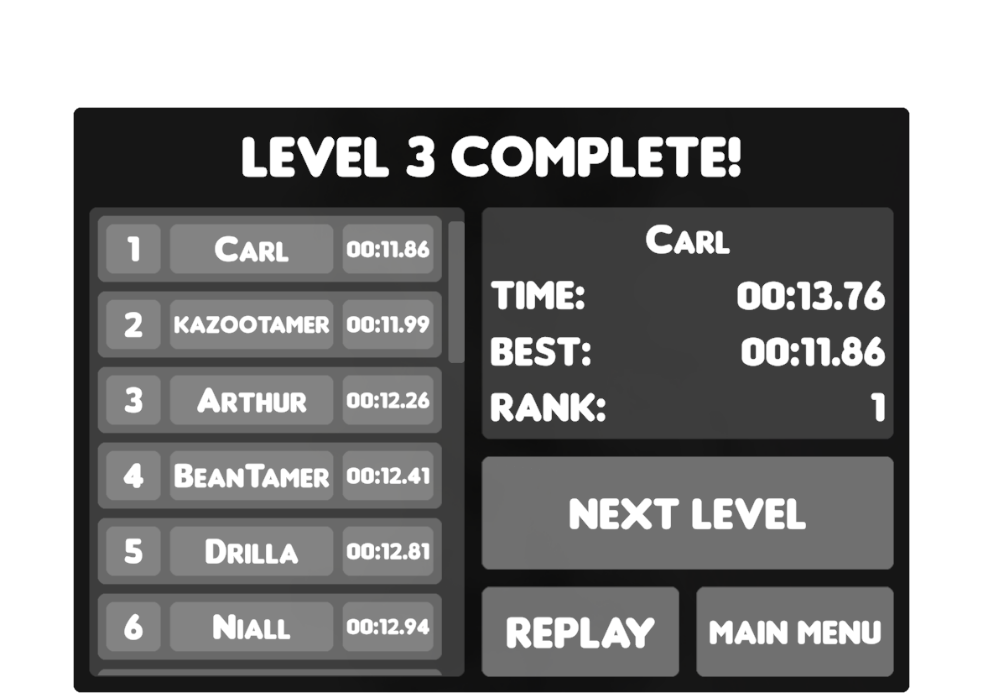 LEVEL 3 COMPLETE!
1 CARL 00:11.86
2 KAZOOTAMER 00:11.99
3 ARTHUR 00:12.26
4 BEANTAMER 00:12.41
5 DRILLA 00:12.81
6 NIALL 00:12.94
CARL
TIME: 00:13.76
BEST: 00:11.86
RANK: 1
NEXT LEVEL
REPLAY
MAIN MENU